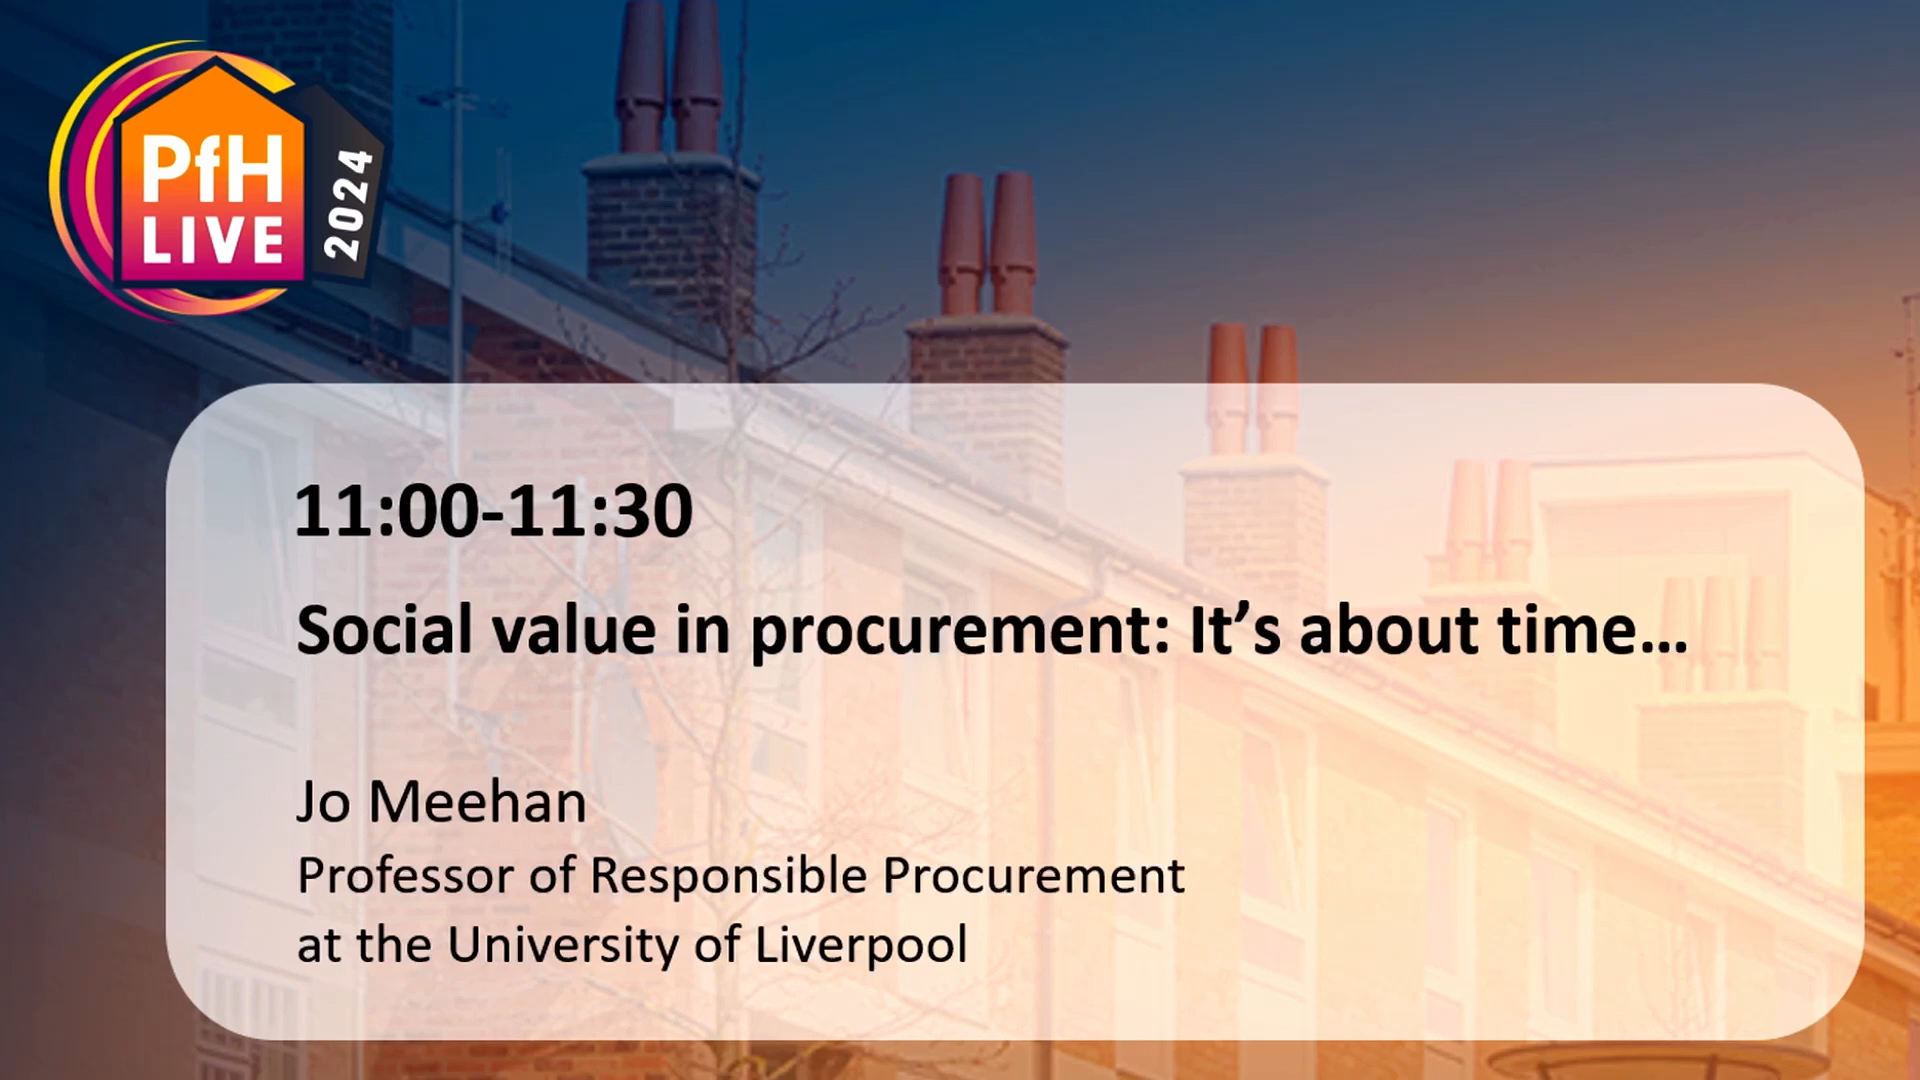 PfH
LIVE
2024
11:00-11:30
Social value in procurement: It’s about time…
Jo Meehan
Professor of Responsible Procurement
at the University of Liverpool